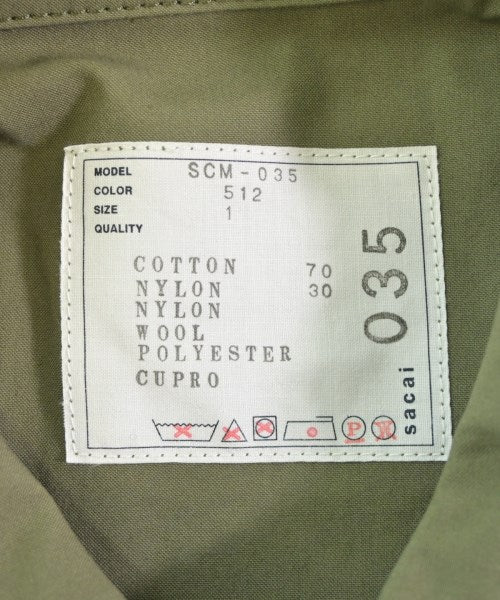 MODEL SCM-035
COLOR 512
SIZE 1
QUALITY
COTTON 70
NYLON 30
NYLON
WOOL
POLYESTER
CUPRO
035
sacai
P
W